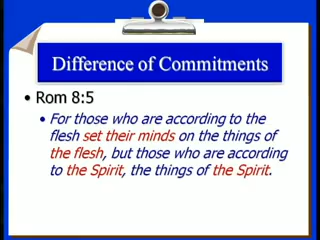 Difference of Commitments
• Rom 8:5
• For those who are according to the
flesh set their minds on the things of
the flesh, but those who are according
to the Spirit, the things of the Spirit.